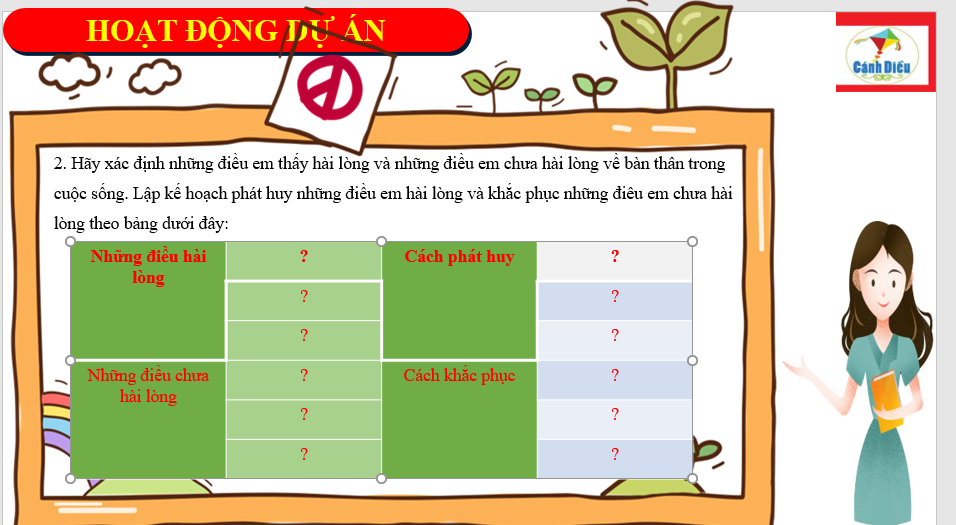 HOẠT ĐỘNG DỰ ÁN
Cánh Diều
2. Hãy xác định những điều em thấy hài lòng và những điều em chưa hài lòng về bản thân trong
cuộc sống. Lập kế hoạch phát huy những điều em hài lòng và khắc phục những điêu em chưa hài
lòng theo bảng dưới đây:
Những điều hài
lòng
?
Cách phát huy
?
?
?
?
?
Những điều chưa
hài lòng
?
Cách khắc phục
?
?
?
?
?